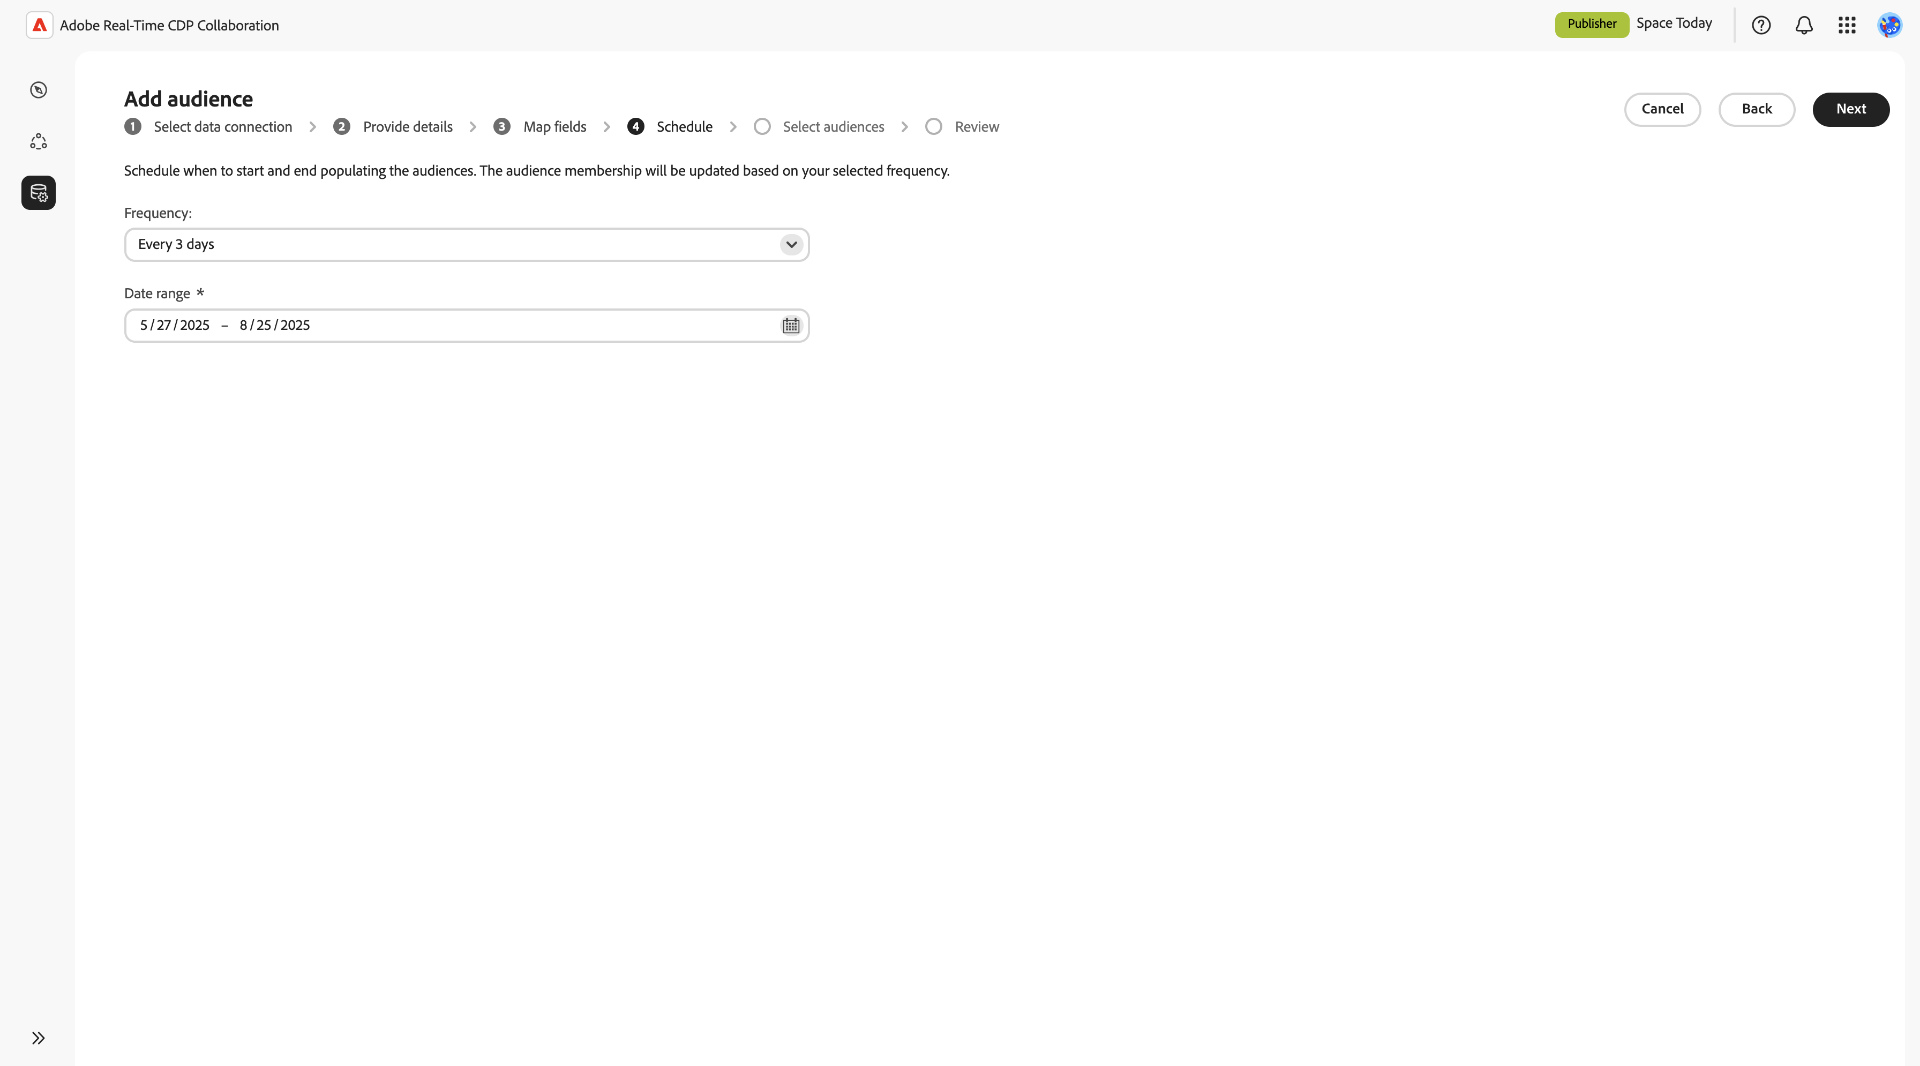 Adobe Real-Time CDP Collaboration
Publisher Space Today
Add audience
Cancel Back Next
1 Select data connection 2 Provide details 3 Map fields 4 Schedule Select audiences Review
Schedule when to start and end populating the audiences. The audience membership will be updated based on your selected frequency.
Frequency:
Every 3 days
Date range *
5 / 27 / 2025 – 8 / 25 / 2025